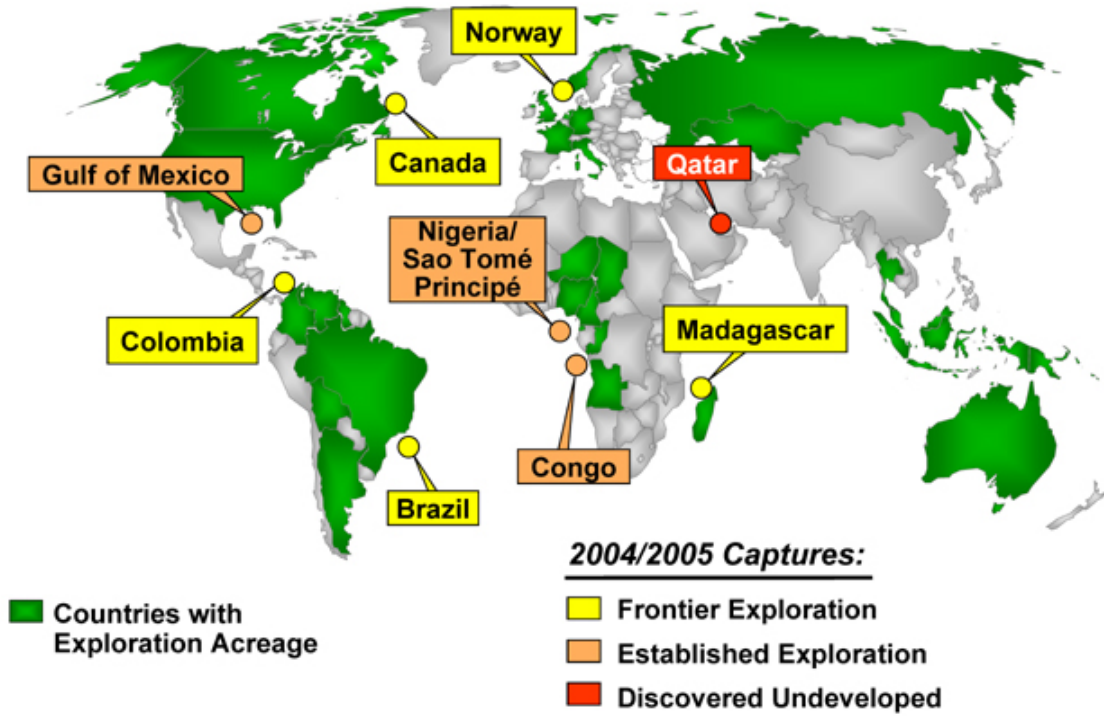 Norway
Canada
Gulf of Mexico
Qatar
Nigeria/
Sao Tomé
Principé
Colombia
Madagascar
Congo
Brazil
2004/2005 Captures:
Countries with
Exploration Acreage
Frontier Exploration
Established Exploration
Discovered Undeveloped